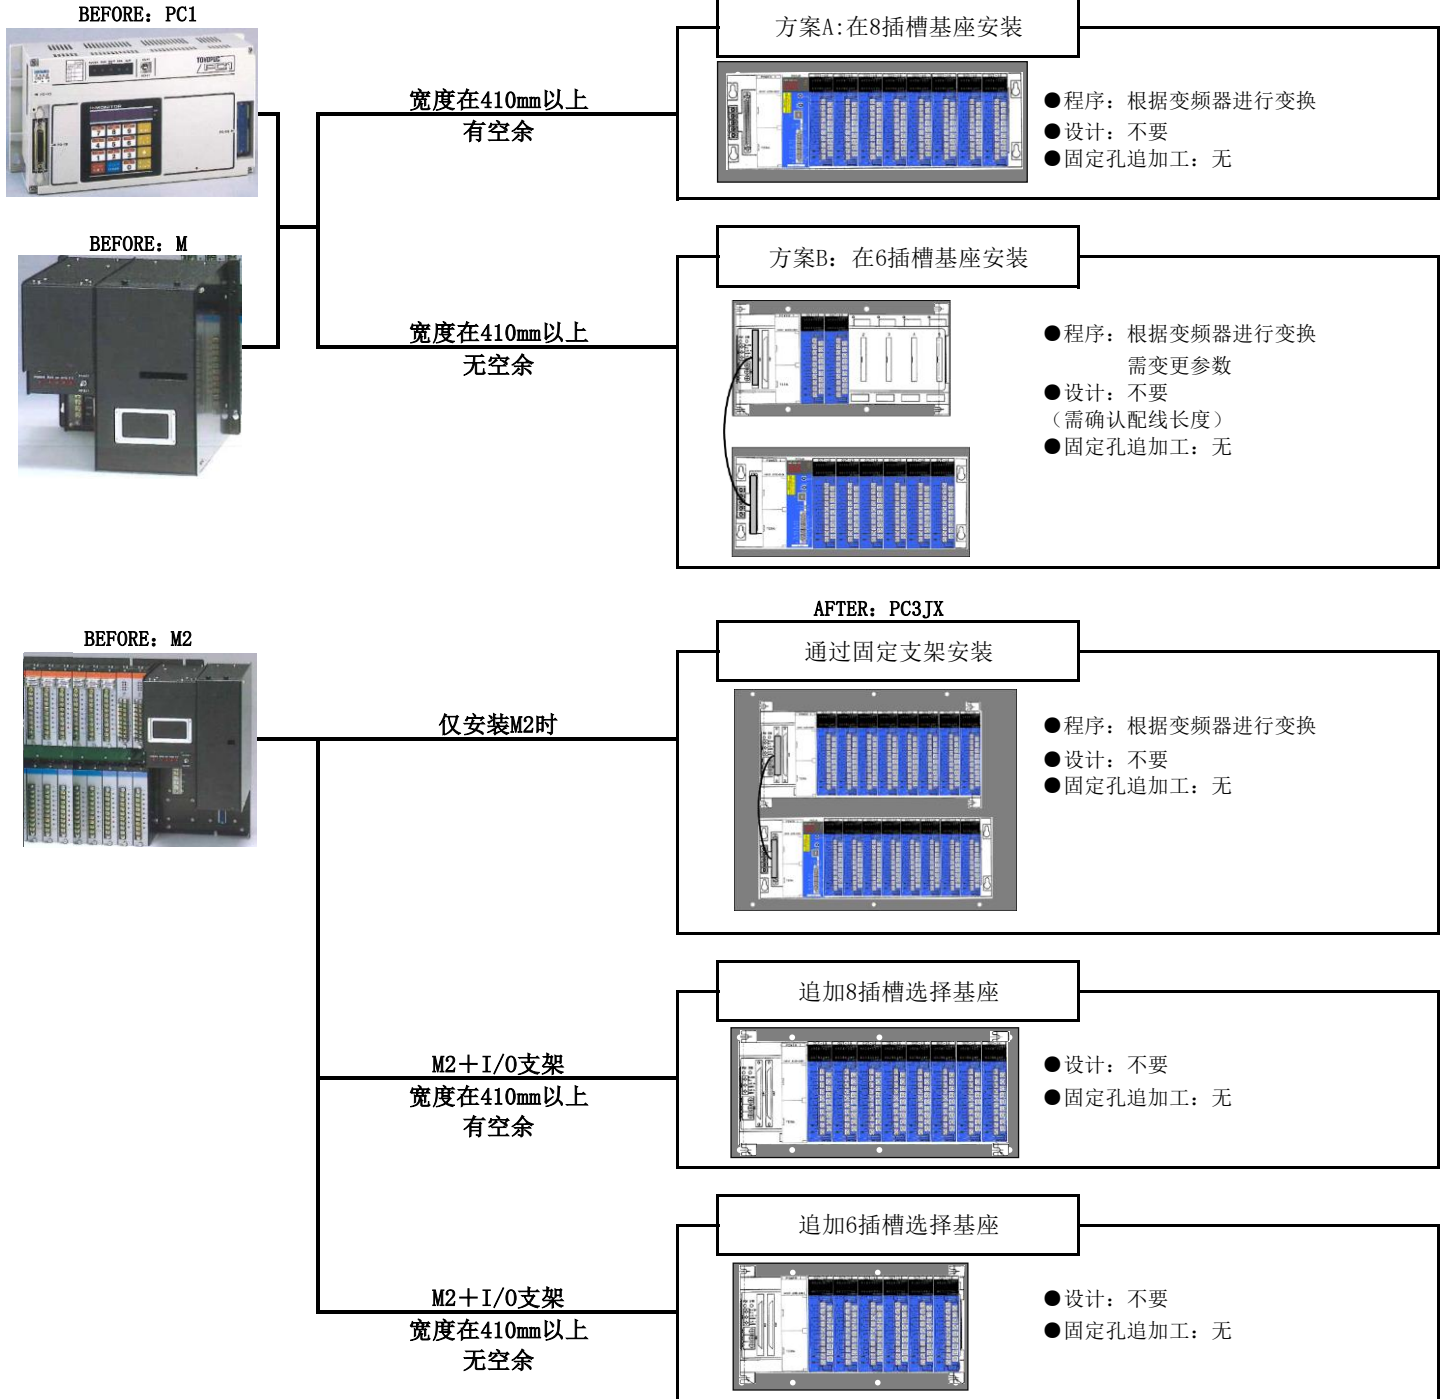 BEFORE：PC1
TOYOPUC
PC1
方案A:在8插槽基座安装
宽度在410mm以上
有空余
●程序：根据变频器进行变换
●设计：不要
●固定孔追加工：无
BEFORE：M
方案B：在6插槽基座安装
宽度在410mm以上
无空余
●程序：根据变频器进行变换
需变更参数
●设计：不要
（需确认配线长度）
●固定孔追加工：无
AFTER：PC3JX
BEFORE：M2
通过固定支架安装
仅安装M2时
●程序：根据变频器进行变换
●设计：不要
●固定孔追加工：无
追加8插槽选择基座
M2＋I/O支架
宽度在410mm以上
有空余
●设计：不要
●固定孔追加工：无
追加6插槽选择基座
M2＋I/O支架
宽度在410mm以上
无空余
●设计：不要
●固定孔追加工：无